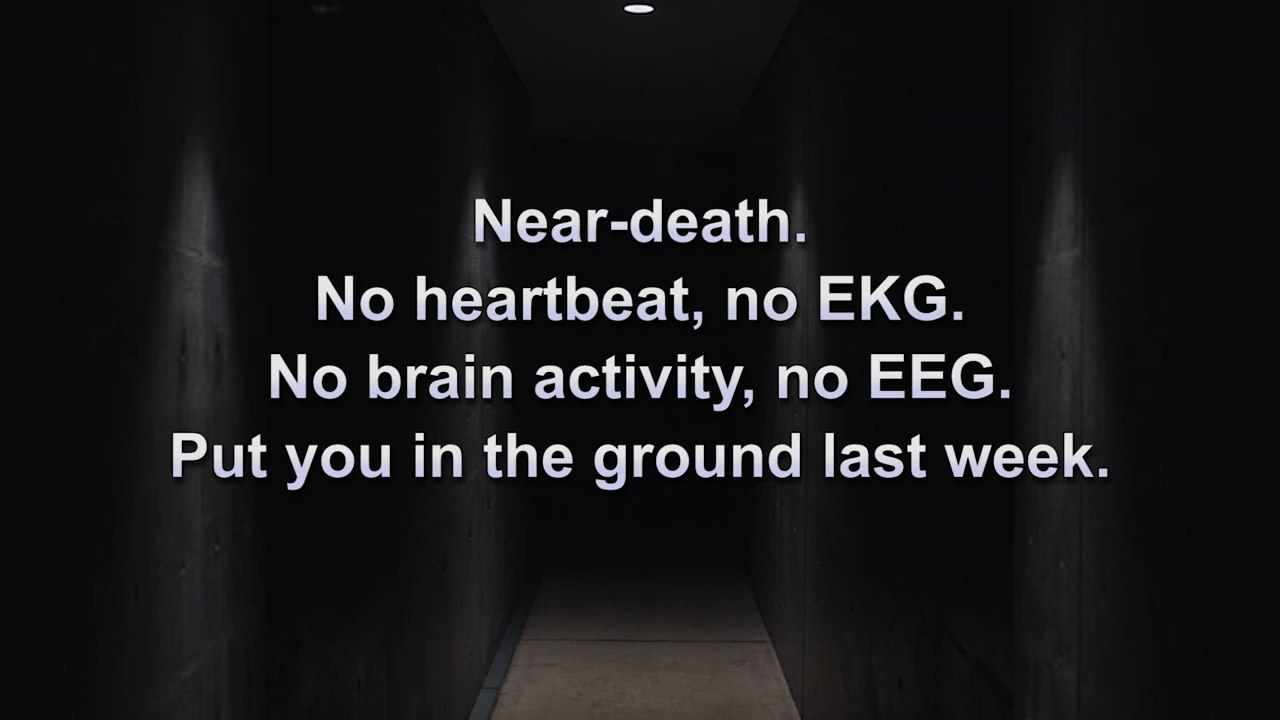 Near-death.
No heartbeat, no EKG.
No brain activity, no EEG.
Put you in the ground last week.